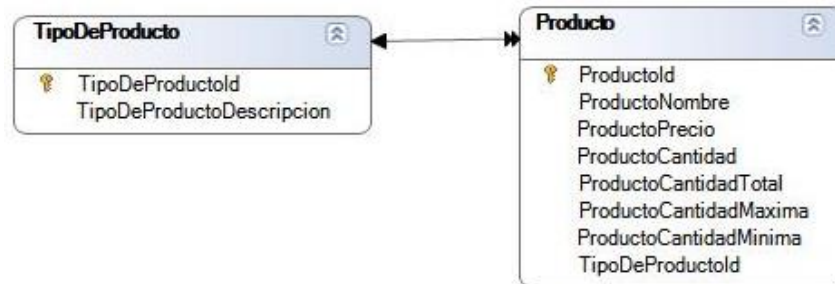 TipoDeProducto
TipoDeProductoId
TipoDeProductoDescripcion
Producto
ProductoId
ProductoNombre
ProductoPrecio
ProductoCantidad
ProductoCantidadTotal
ProductoCantidadMaxima
ProductoCantidadMinima
TipoDeProductoId